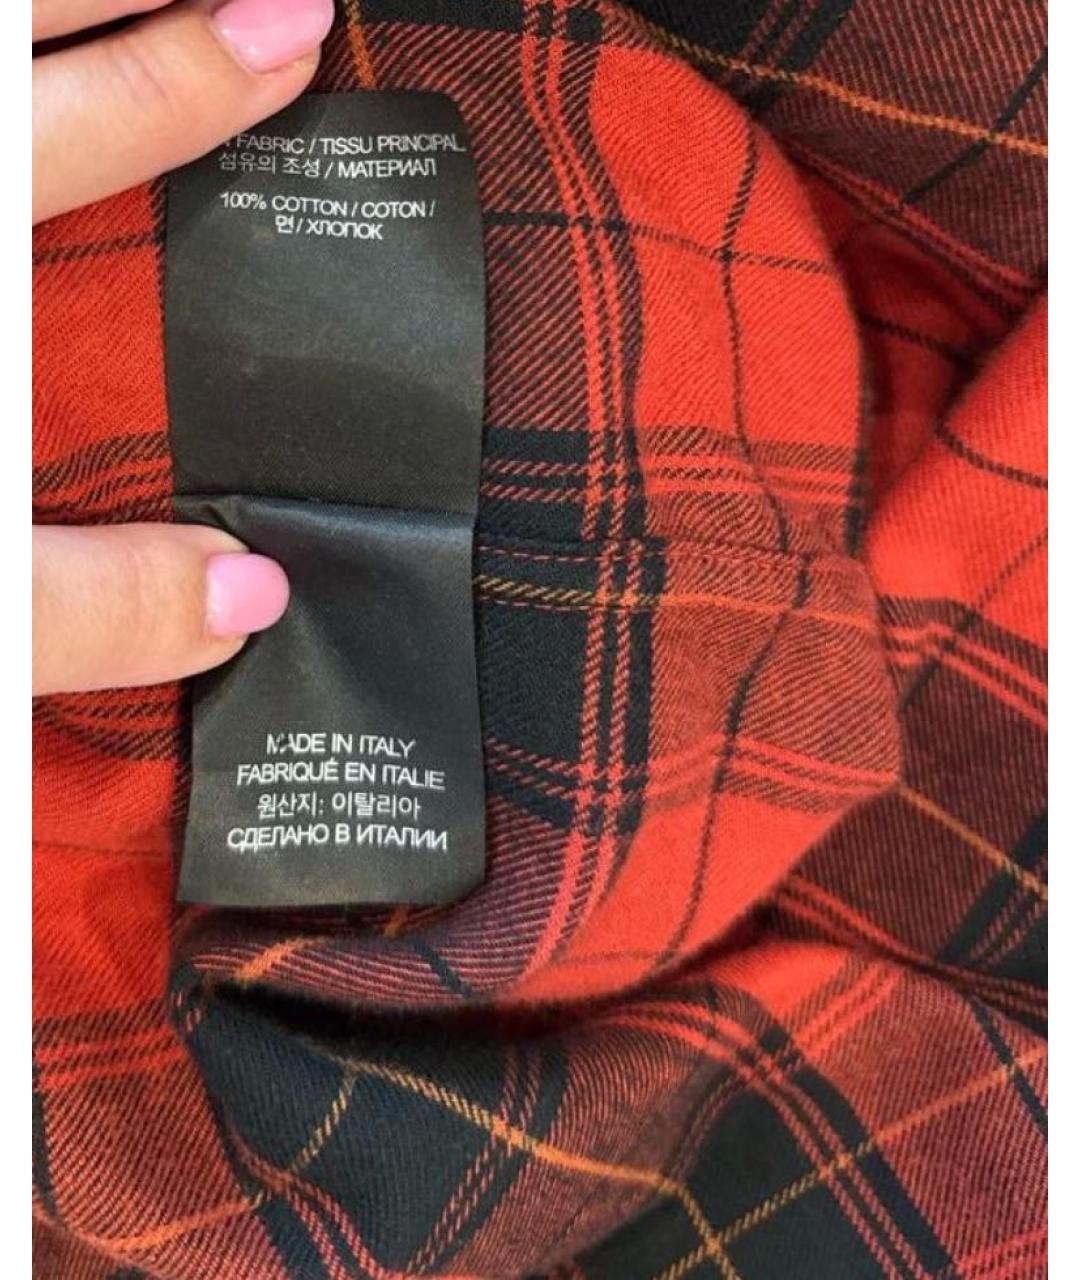 FABRIC / TISSU PRINCIPAL
섬유의 조성 / МАТЕРИАЛ
100% COTTON / COTON /
면 / ХЛОПОК
MADE IN ITALY
FABRIQUÉ EN ITALIE
원산지: 이탈리아
СДЕЛАНО В ИТАЛИИ